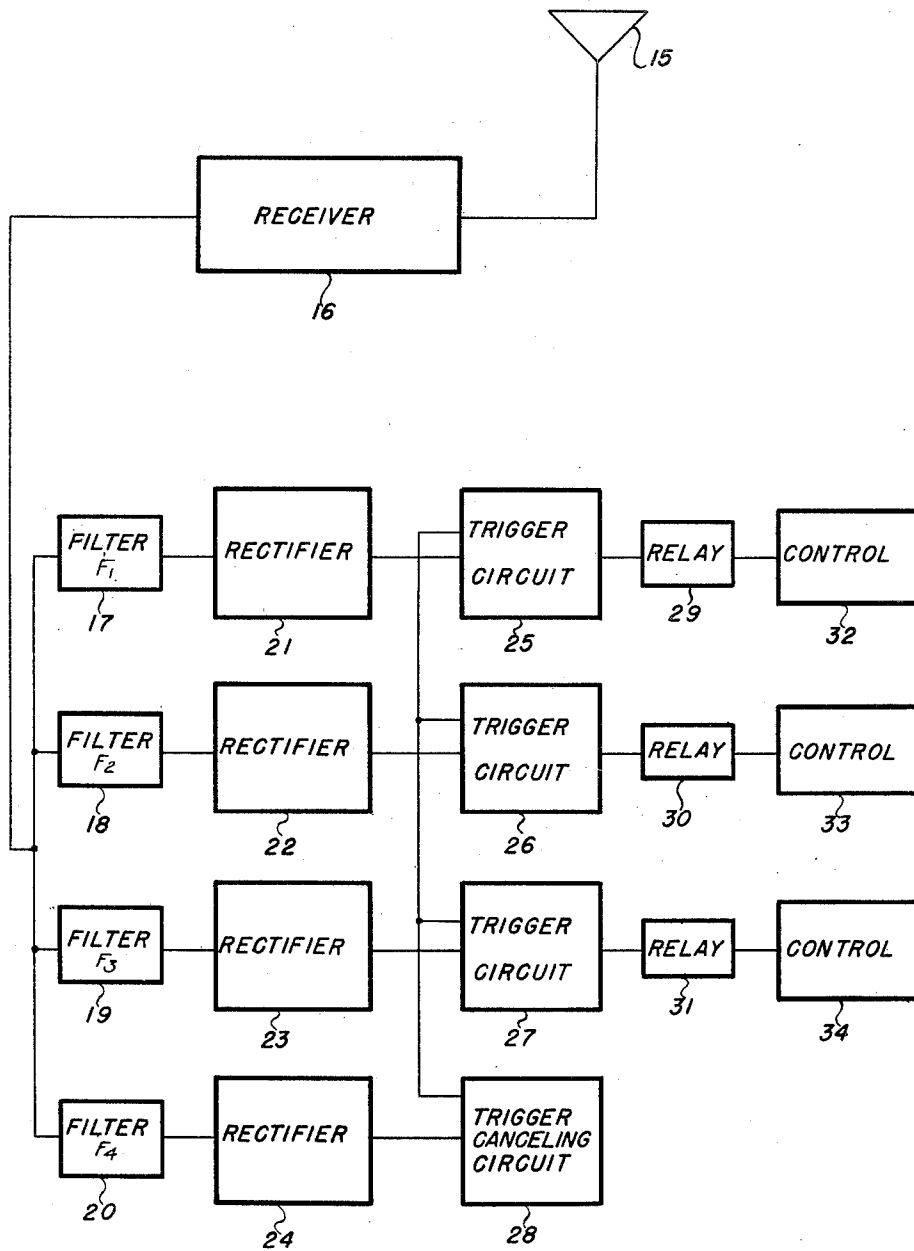 15
RECEIVER
16
FILTER
F1
17
RECTIFIER
21
TRIGGER
CIRCUIT
25
RELAY
29
CONTROL
32
FILTER
F2
18
RECTIFIER
22
TRIGGER
CIRCUIT
26
RELAY
30
CONTROL
33
FILTER
F3
19
RECTIFIER
23
TRIGGER
CIRCUIT
27
RELAY
31
CONTROL
34
FILTER
F4
20
RECTIFIER
24
TRIGGER
CANCELING
CIRCUIT
28